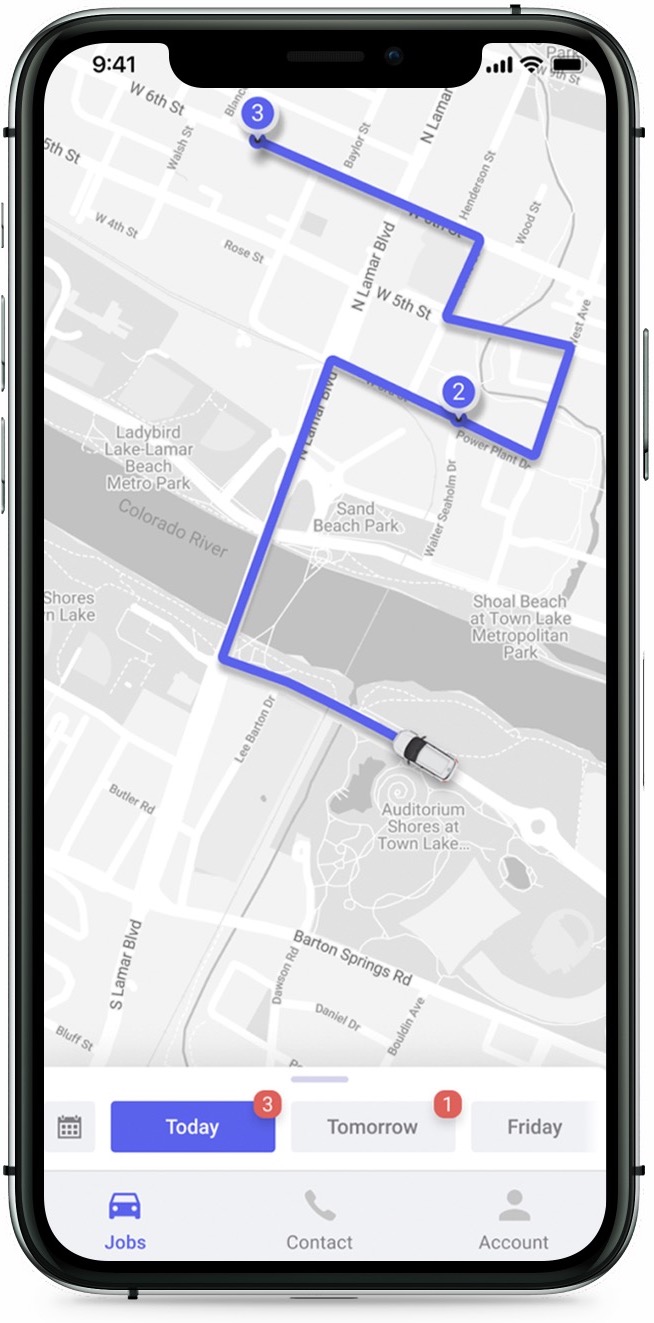 9:41
Park
W 9th St
W 6th St
3
Blanc
N Lamar
5th St
Walsh St
Baylor St
Henderson St
W 4th St
Rose St
Wood St
N Lamar Blvd
W 5th St
West Ave
2
N Lamar Blvd
Power Plant Dr
Ladybird
Lake-Lamar
Beach
Metro Park
Walter Seaholm Dr
Colorado River
Sand
Beach Park
Shores
n Lake
Shoal Beach
at Town Lake
Metropolitan
Park
Lee Barton Dr
Butler Rd
Auditorium
Shores at
Town Lake...
S Lamar Blvd
Barton Springs Rd
Dawson Rd
Daniel Dr
Bouldin Ave
Bluff St
3
1
Today
Tomorrow
Friday
Jobs
Contact
Account